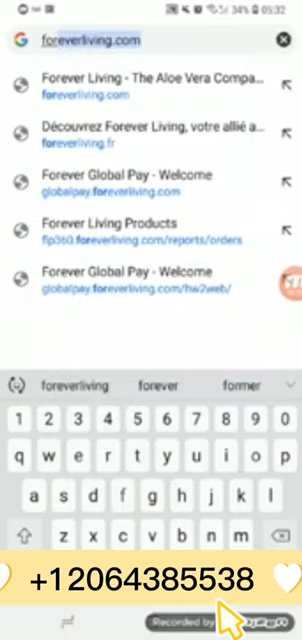 34% 05:32
foreverliving.com
Forever Living - The Aloe Vera Compa...
foreverliving.com
Découvrez Forever Living, votre allié a...
foreverliving.fr
Forever Global Pay - Welcome
globalpay.foreverliving.com
Forever Living Products
flp360.foreverliving.com/reports/orders
Forever Global Pay - Welcome
globalpay.foreverliving.com/hw2web/
foreverliving forever former
1 2 3 4 5 6 7 8 9 0
q w e r t y u i o p
a s d f g h j k l
z x c v b n m
+12064385538
Recorded by